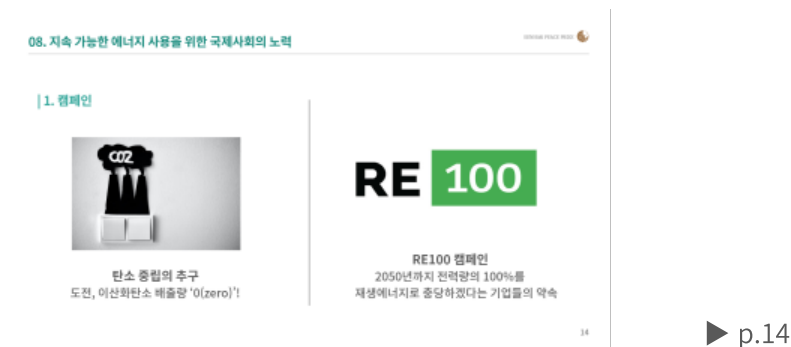 08. 지속 가능한 에너지 사용을 위한 국제사회의 노력
1. 캠페인
CO2
RE 100
탄소 중립의 추구
도전, 이산화탄소 배출량 '0(zero)'!
RE100 캠페인
2050년까지 전력량의 100%를
재생에너지로 충당하겠다는 기업들의 약속
14
▶ p.14